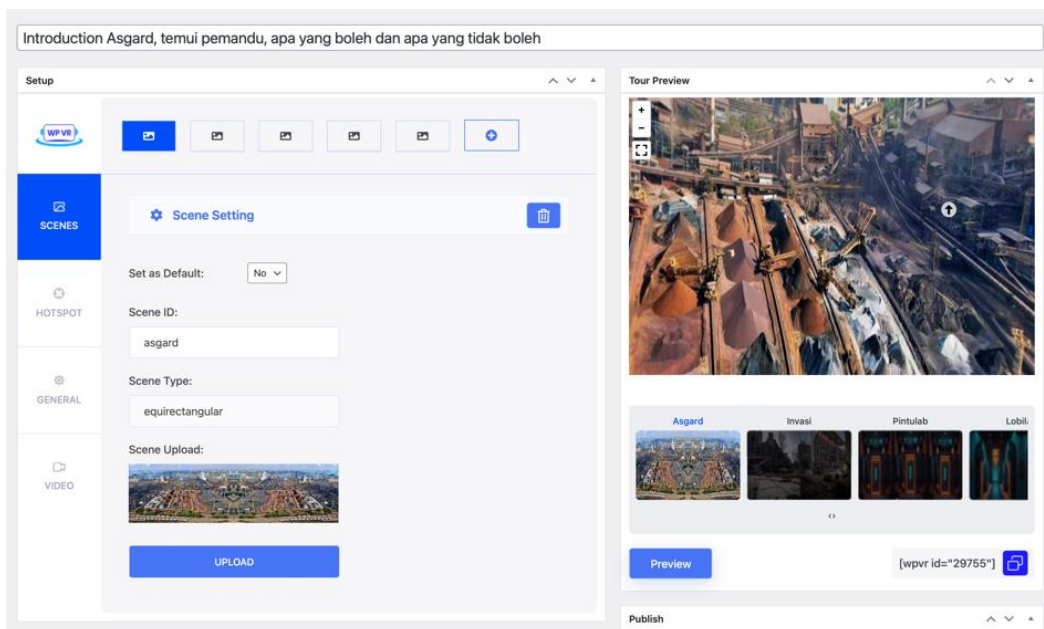 Introduction Asgard, temui pemandu, apa yang boleh dan apa yang tidak boleh
Setup
WP VR
SCENES
HOTSPOT
GENERAL
VIDEO
Scene Setting
Set as Default:
No
Scene ID:
asgard
Scene Type:
equirectangular
Scene Upload:
UPLOAD
Tour Preview
+
-
Asgard Invasi Pintulab Lobil
Preview
[wpvr id="29755"]
Publish